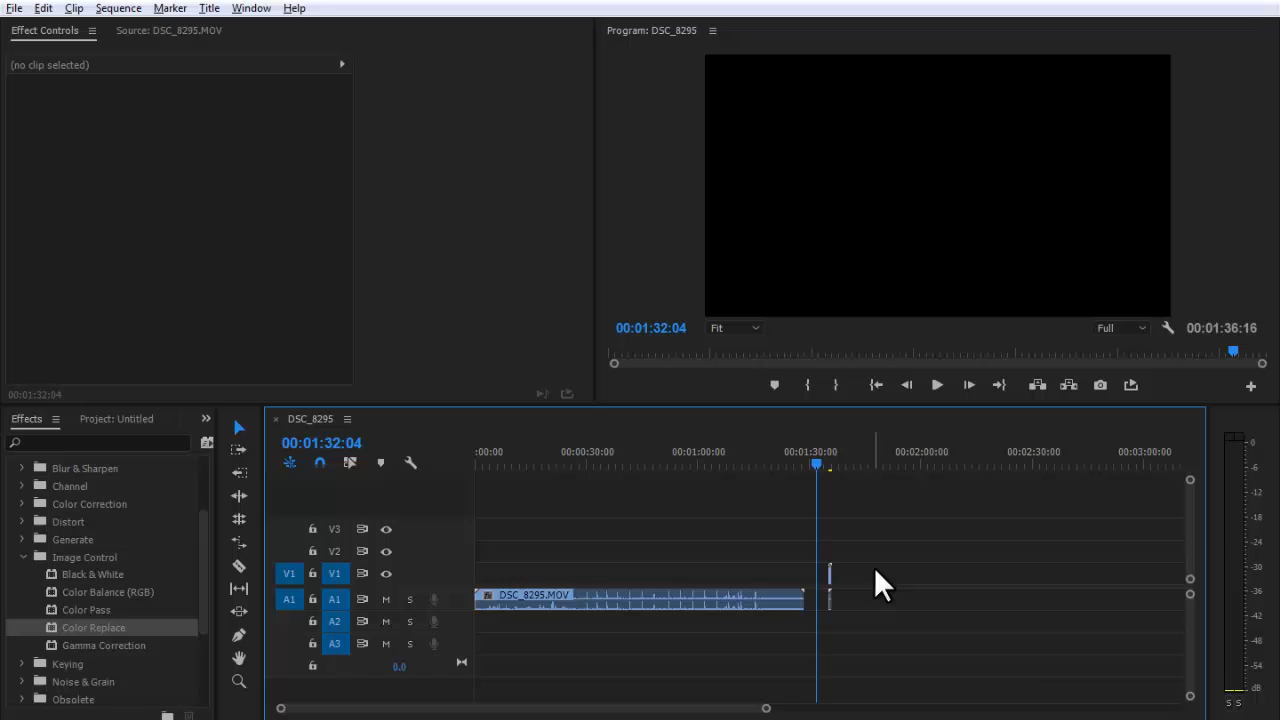 File Edit Clip Sequence Marker Title Window Help
Effect Controls Source: DSC_8295.MOV
Program: DSC_8295
(no clip selected)
00:01:32:04 Fit Full 00:01:36:16
00:01:32:04
Effects Project: Untitled
DSC_8295
00:01:32:04
:00:00 00:00:30:00 00:01:00:00 00:01:30:00 00:02:00:00 00:02:30:00 00:03:00:00
Blur & Sharpen
Channel
Color Correction
Distort
Generate
Image Control
Black & White
Color Balance (RGB)
Color Pass
Color Replace
Gamma Correction
Keying
Noise & Grain
Obsolete
V3
V2
V1 V1
A1 A1 M S DSC_8295.MOV
A2 M S
A3 M S
0.0
0
-6
-12
-18
-24
-30
-36
-42
-48
-54
dB
S S